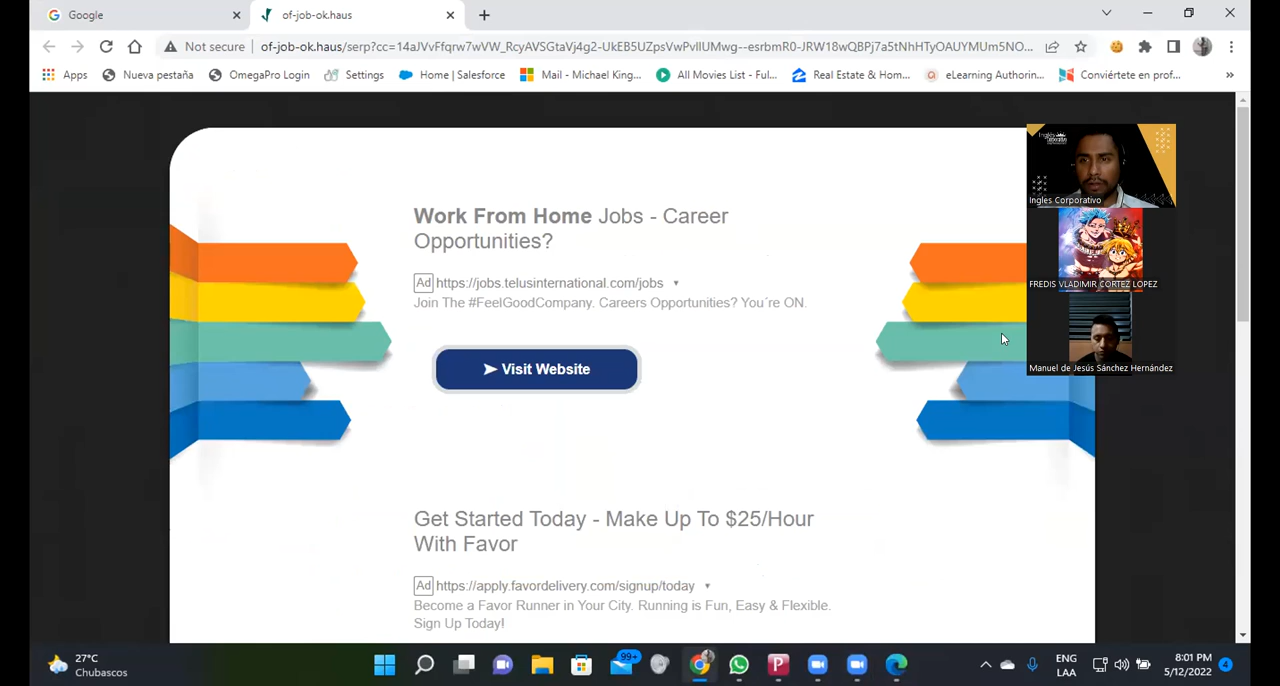 Google
of-job-ok.haus
Not secure
of-job-ok.haus/serp?cc=14aJVvFfqrw7wVW_RcyAVSGtaVj4g2-UkEB5UZpsVwPvlIUMwg--esrbmR0-JRW18wQBPj7a5tNhHTyOAUYMUm5NO...
Apps
Nueva pestaña
OmegaPro Login
Settings
Home | Salesforce
Mail - Michael King...
All Movies List - Ful...
Real Estate & Hom...
eLearning Authorin...
Conviértete en prof...
»
Work From Home Jobs - Career
Opportunities?
Ad https://jobs.telusinternational.com/jobs
Join The #FeelGoodCompany. Careers Opportunities? You´re ON.
Visit Website
Get Started Today - Make Up To $25/Hour
With Favor
Ad https://apply.favordelivery.com/signup/today
Become a Favor Runner in Your City. Running is Fun, Easy & Flexible.
Sign Up Today!
Ingles Corporativo
FREDIS VLADIMIR CORTEZ LOPEZ
Manuel de Jesús Sánchez Hernández
27°C
Chubascos
99+
ENG
LAA
8:01 PM
5/12/2022
4